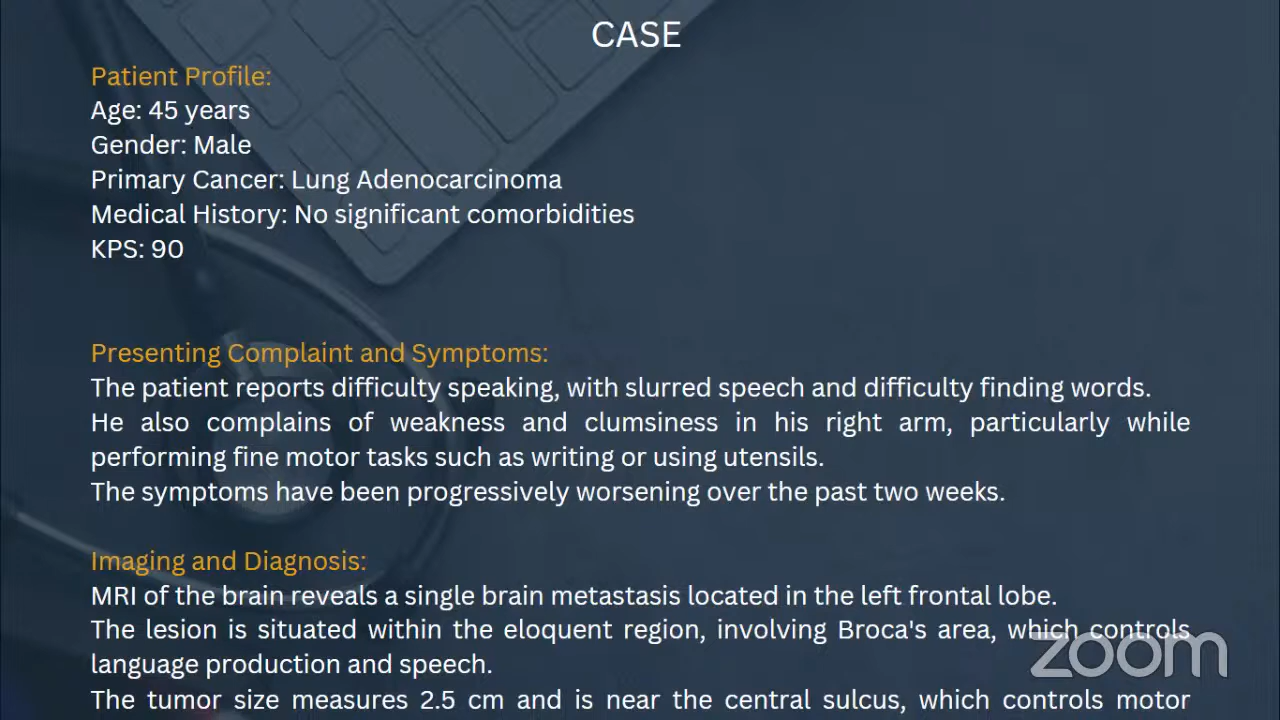 CASE
Patient Profile:
Age: 45 years
Gender: Male
Primary Cancer: Lung Adenocarcinoma
Medical History: No significant comorbidities
KPS: 90
Presenting Complaint and Symptoms:
The patient reports difficulty speaking, with slurred speech and difficulty finding words.
He also complains of weakness and clumsiness in his right arm, particularly while
performing fine motor tasks such as writing or using utensils.
The symptoms have been progressively worsening over the past two weeks.
Imaging and Diagnosis:
MRI of the brain reveals a single brain metastasis located in the left frontal lobe.
The lesion is situated within the eloquent region, involving Broca's area, which controls
language production and speech.
zoom
The tumor size measures 2.5 cm and is near the central sulcus, which controls motor